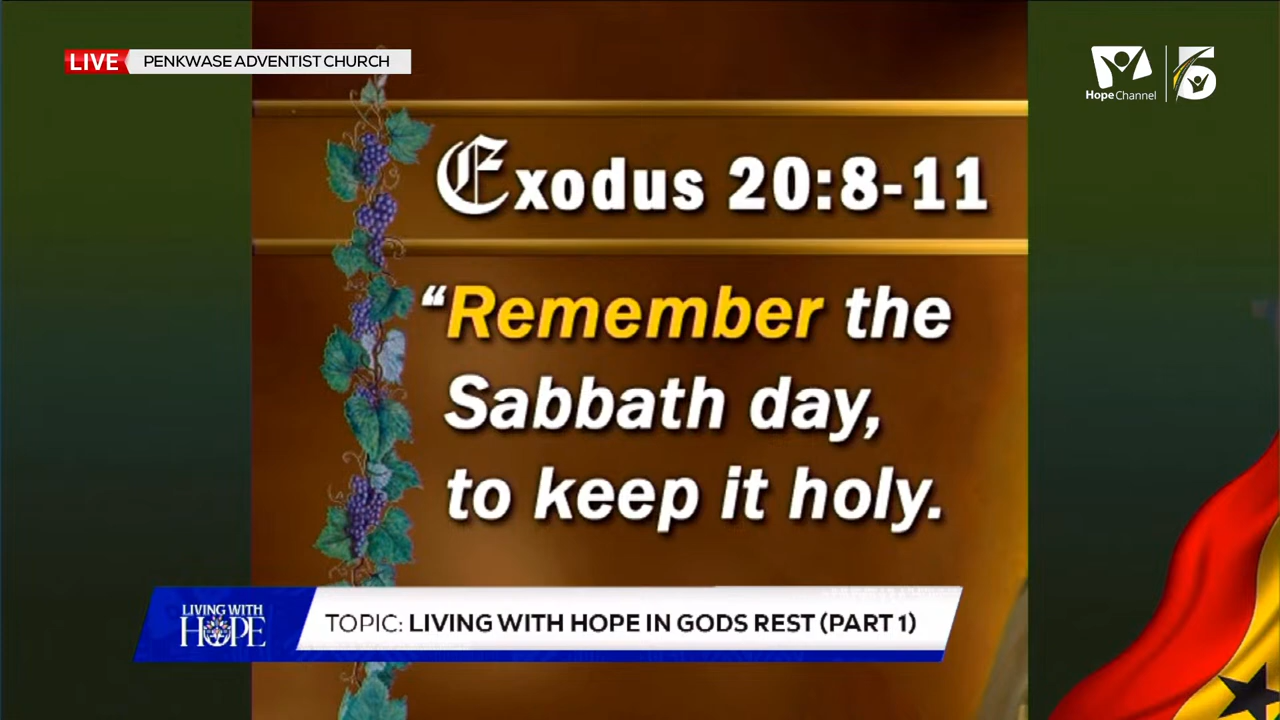 LIVE PENKWASE ADVENTIST CHURCH
Hope Channel
5
Exodus 20:8-11
“Remember the
Sabbath day,
to keep it holy.
LIVING WITH
HOPE
TOPIC: LIVING WITH HOPE IN GODS REST (PART 1)